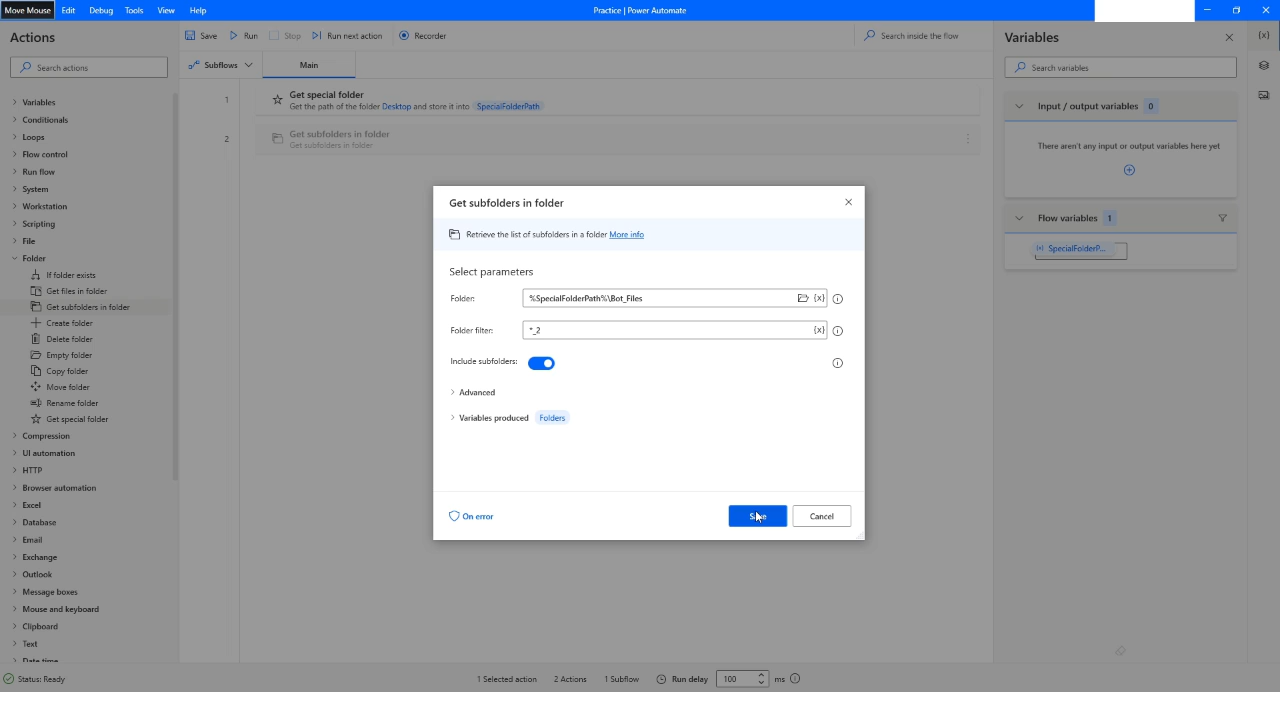 Move Mouse Edit Debug Tools View Help Practice | Power Automate
Actions
Search actions
Variables
Conditionals
Loops
Flow control
Run flow
System
Workstation
Scripting
File
Folder
If folder exists
Get files in folder
Get subfolders in folder
Create folder
Delete folder
Empty folder
Copy folder
Move folder
Rename folder
Get special folder
Compression
UI automation
HTTP
Browser automation
Excel
Database
Email
Exchange
Outlook
Message boxes
Mouse and keyboard
Clipboard
Text
Date time
Save Run Stop Run next action Recorder Search inside the flow
Subflows Main
1 Get special folder
Get the path of the folder Desktop and store it into SpecialFolderPath
2 Get subfolders in folder
Get subfolders in folder
Get subfolders in folder
Retrieve the list of subfolders in a folder More info
Select parameters
Folder: %SpecialFolderPath%\Bot_Files {x}
Folder filter: *_2 {x}
Include subfolders:
Advanced
Variables produced Folders
On error Save Cancel
Variables {x}
Search variables
Input / output variables 0
There aren't any input or output variables here yet
Flow variables 1
(x) SpecialFolderP...
Status: Ready 1 Selected action 2 Actions 1 Subflow Run delay 100 ms